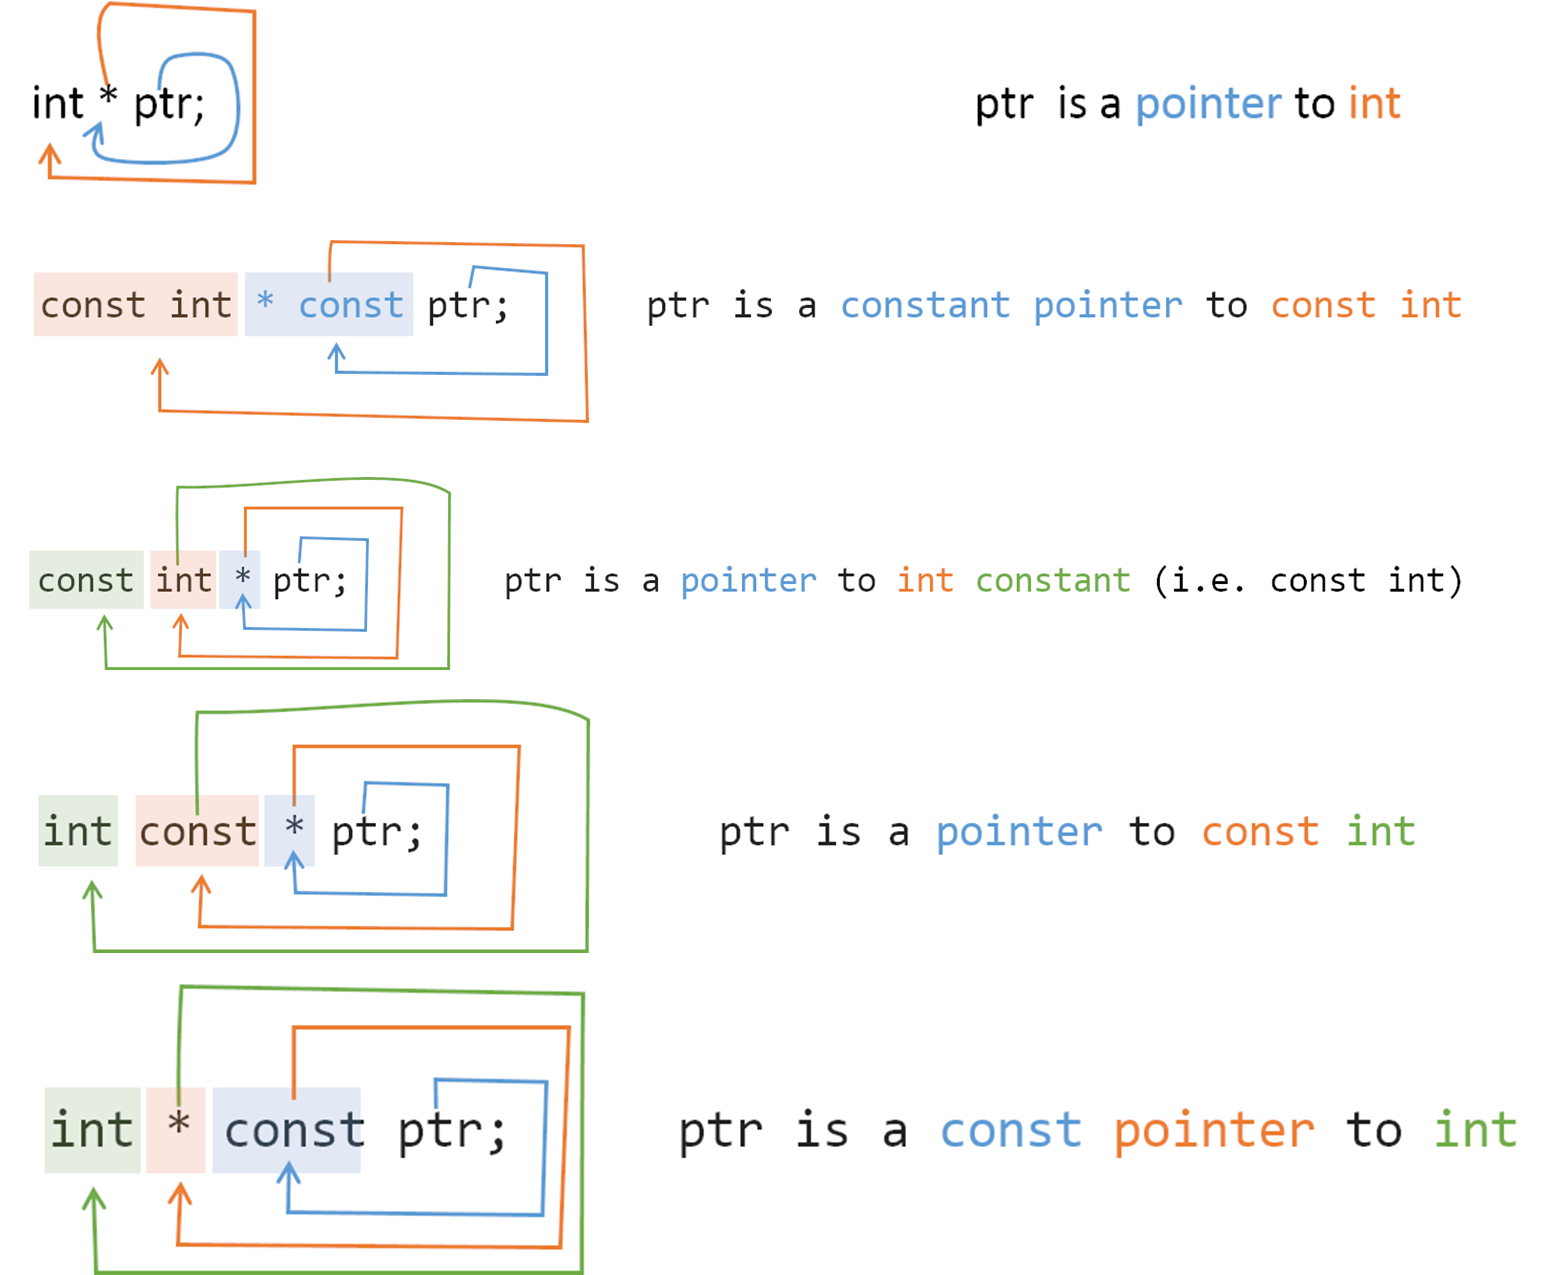 int * ptr; ptr is a pointer to int
const int * const ptr; ptr is a constant pointer to const int
const int * ptr; ptr is a pointer to int constant (i.e. const int)
int const * ptr; ptr is a pointer to const int
int * const ptr; ptr is a const pointer to int